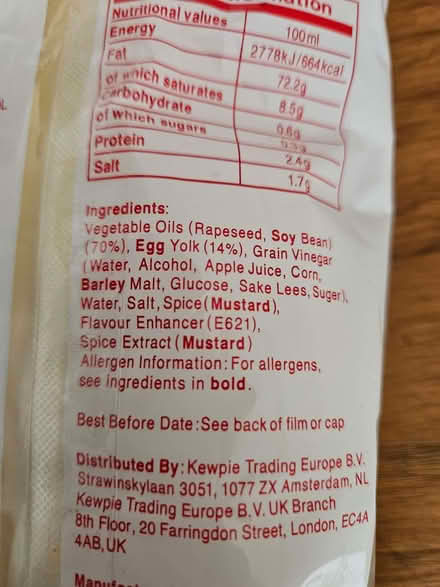 Nutritional values 100ml
Energy 2778kJ/664kcal
Fat 72.2g
of which saturates 8.5g
Carbohydrate 0.6g
of which sugars
Protein 2.4g
Salt 1.7g
Ingredients:
Vegetable Oils (Rapeseed, Soy Bean)
(70%), Egg Yolk (14%), Grain Vinegar
(Water, Alcohol, Apple Juice, Corn,
Barley Malt, Glucose, Sake Lees, Suger),
Water, Salt, Spice (Mustard),
Flavour Enhancer (E621),
Spice Extract (Mustard)
Allergen Information: For allergens,
see ingredients in bold.
Best Before Date: See back of film or cap
Distributed By: Kewpie Trading Europe B.V.
Strawinskylaan 3051, 1077 ZX Amsterdam, NL
Kewpie Trading Europe B.V. UK Branch
8th Floor, 20 Farringdon Street, London, EC4A
4AB, UK